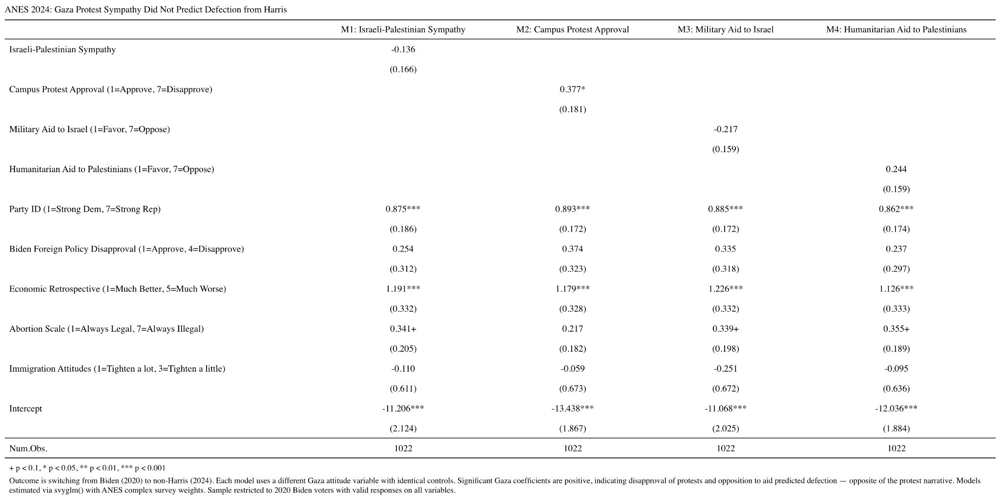 ANES 2024: Gaza Protest Sympathy Did Not Predict Defection from Harris
M1: Israeli-Palestinian Sympathy M2: Campus Protest Approval M3: Military Aid to Israel M4: Humanitarian Aid to Palestinians
Israeli-Palestinian Sympathy -0.136
(0.166)
Campus Protest Approval (1=Approve, 7=Disapprove) 0.377*
(0.181)
Military Aid to Israel (1=Favor, 7=Oppose) -0.217
(0.159)
Humanitarian Aid to Palestinians (1=Favor, 7=Oppose) 0.244
(0.159)
Party ID (1=Strong Dem, 7=Strong Rep) 0.875*** 0.893*** 0.885*** 0.862***
(0.186) (0.172) (0.172) (0.174)
Biden Foreign Policy Disapproval (1=Approve, 4=Disapprove) 0.254 0.374 0.335 0.237
(0.312) (0.323) (0.318) (0.297)
Economic Retrospective (1=Much Better, 5=Much Worse) 1.191*** 1.179*** 1.226*** 1.126***
(0.332) (0.328) (0.332) (0.333)
Abortion Scale (1=Always Legal, 7=Always Illegal) 0.341+ 0.217 0.339+ 0.355+
(0.205) (0.182) (0.198) (0.189)
Immigration Attitudes (1=Tighten a lot, 3=Tighten a little) -0.110 -0.059 -0.251 -0.095
(0.611) (0.673) (0.672) (0.636)
Intercept -11.206*** -13.438*** -11.068*** -12.036***
(2.124) (1.867) (2.025) (1.884)
Num.Obs. 1022 1022 1022 1022
+ p < 0.1, * p < 0.05, ** p < 0.01, *** p < 0.001
Outcome is switching from Biden (2020) to non-Harris (2024). Each model uses a different Gaza attitude variable with identical controls. Significant Gaza coefficients are positive, indicating disapproval of protests and opposition to aid predicted defection — opposite of the protest narrative. Models
estimated via svyglm() with ANES complex survey weights. Sample restricted to 2020 Biden voters with valid responses on all variables.